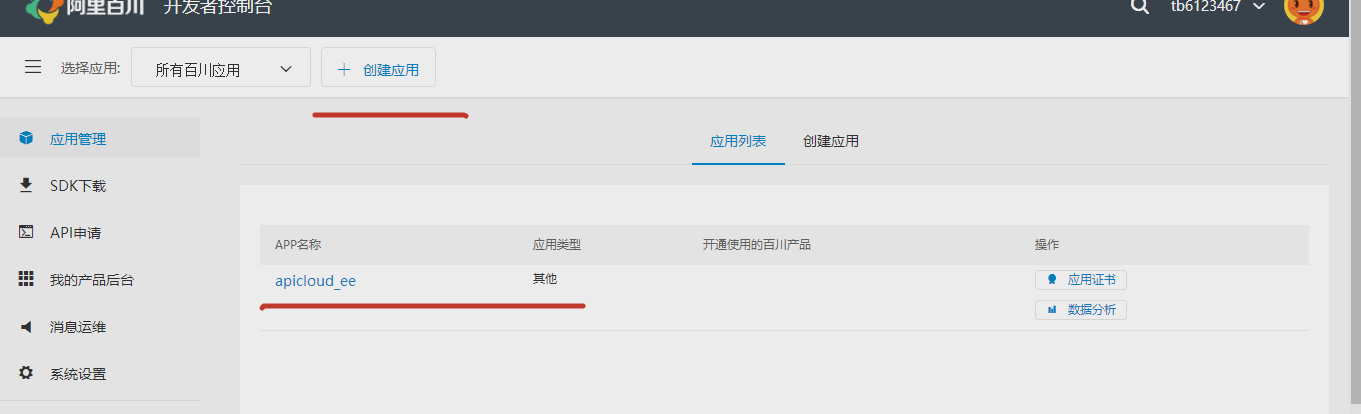 阿里百川 开发者控制台 tb6123467
选择应用: 所有百川应用 创建应用
应用管理
SDK下载
API申请
我的产品后台
消息运维
系统设置
应用列表 创建应用
APP名称 应用类型 开通使用的百川产品 操作
apicloud_ee 其他 应用证书
数据分析